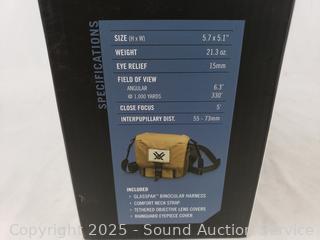 SPECIFICATIONS
SIZE (H x W) 5.7 x 5.1"
WEIGHT 21.3 oz.
EYE RELIEF 15mm
FIELD OF VIEW
ANGULAR 6.3°
@ 1,000 YARDS 330'
CLOSE FOCUS 5'
INTERPUPILLARY DIST. 55 - 73mm
INCLUDED
• GLASSPAK™ BINOCULAR HARNESS
• COMFORT NECK STRAP
• TETHERED OBJECTIVE LENS COVERS
• RAINGUARD EYEPIECE COVER
Copyright 2025 - Sound Auction Service